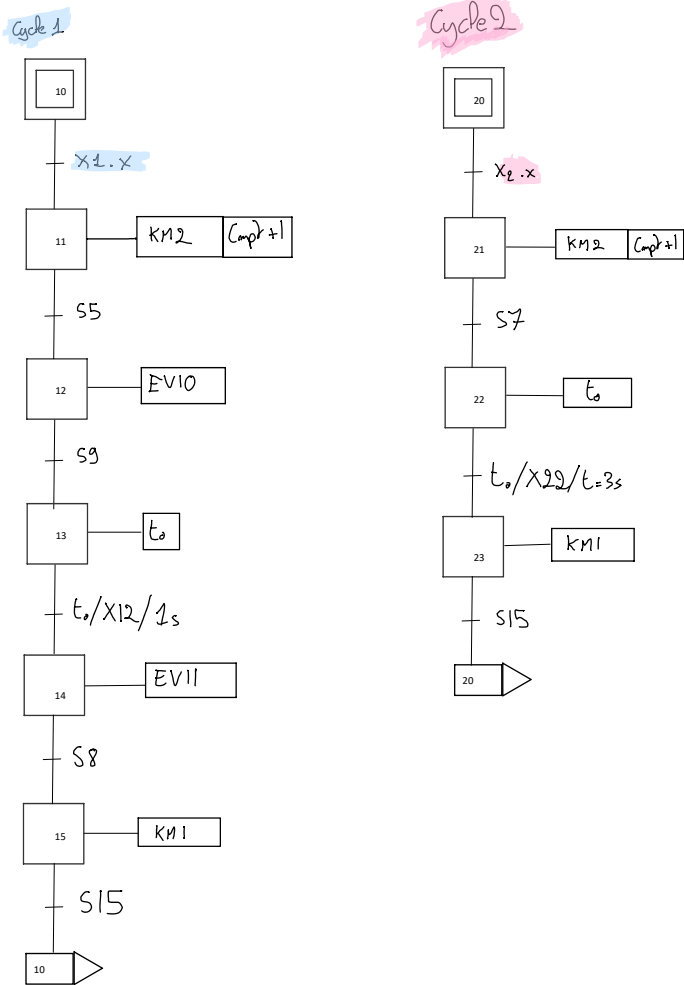 Cycle 1
10
X1.x
11
KM2
Cmpt+1
S5
12
EV10
S9
13
t₀
t₀/X12/1s
14
EV11
S8
15
KM1
S15
10
Cycle 2
20
X2.x
21
KM2
Cmpt+1
S7
22
t₀
t₀/X22/t=3s
23
KM1
S15
20